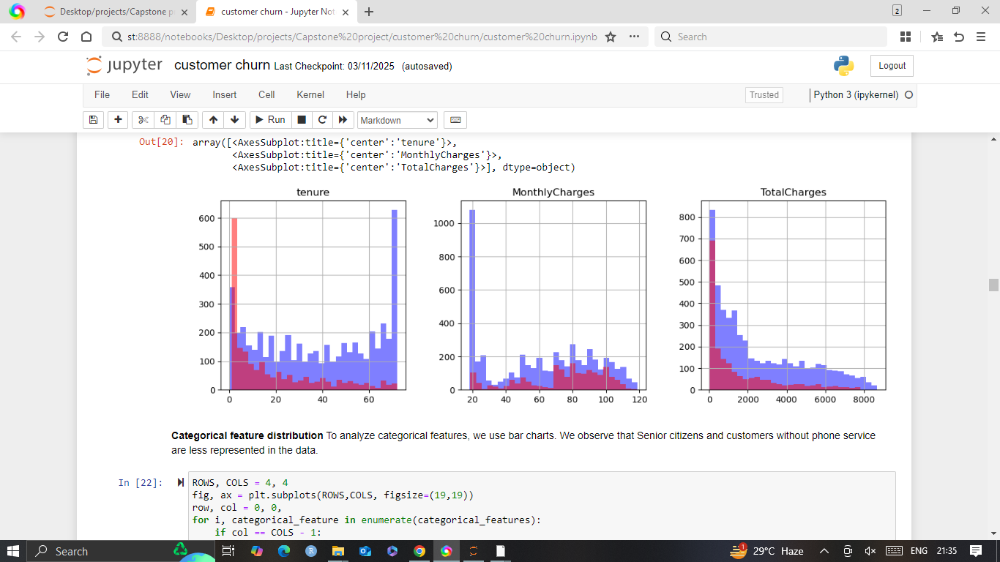 Desktop/projects/Capstone p
customer churn - Jupyter Not
2
st:8888/notebooks/Desktop/projects/Capstone%20project/customer%20churn/customer%20churn.ipynb
Search
jupyter customer churn Last Checkpoint: 03/11/2025 (autosaved)
Logout
File Edit View Insert Cell Kernel Help
Trusted
Python 3 (ipykernel)
Run
Markdown
Out[20]: array([<AxesSubplot:title={'center':'tenure'}>,
<AxesSubplot:title={'center':'MonthlyCharges'}>,
<AxesSubplot:title={'center':'TotalCharges'}>], dtype=object)
tenure
600
500
400
300
200
100
0
0 20 40 60
MonthlyCharges
1000
800
600
400
200
0
20 40 60 80 100 120
TotalCharges
800
700
600
500
400
300
200
100
0
0 2000 4000 6000 8000
Categorical feature distribution To analyze categorical features, we use bar charts. We observe that Senior citizens and customers without phone service
are less represented in the data.
In [22]: ROWS, COLS = 4, 4
fig, ax = plt.subplots(ROWS,COLS, figsize=(19,19))
row, col = 0, 0,
for i, categorical_feature in enumerate(categorical_features):
if col == COLS - 1:
Search
R
1
29°C Haze
ENG
21:35